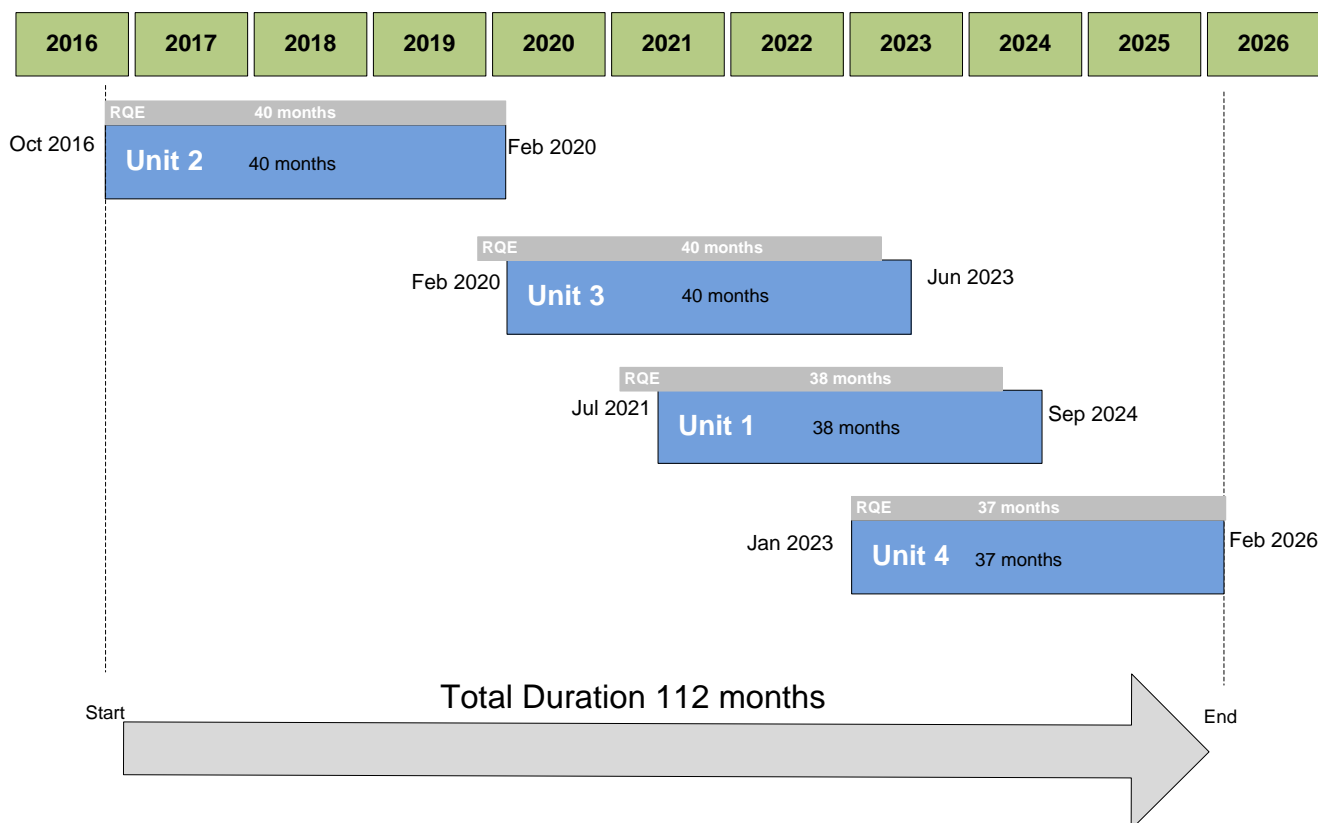 2016 2017 2018 2019 2020 2021 2022 2023 2024 2025 2026
RQE 40 months
Oct 2016 Unit 2 40 months Feb 2020
RQE 40 months
Feb 2020 Unit 3 40 months Jun 2023
RQE 38 months
Jul 2021 Unit 1 38 months Sep 2024
RQE 37 months
Jan 2023 Unit 4 37 months Feb 2026
Total Duration 112 months
Start End